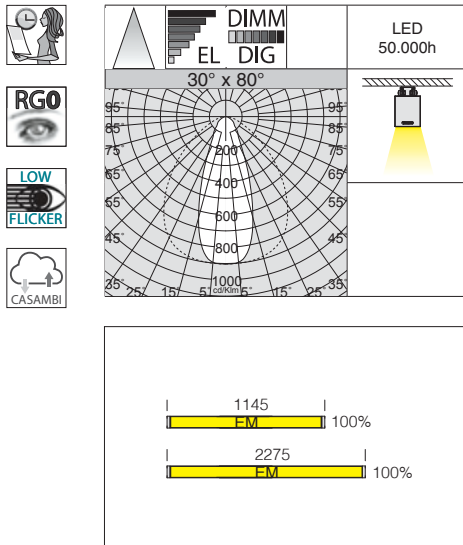 RG0
LOW
FLICKER
CASAMBI
DIMM
EL DIG
LED
50.000h
30° x 80°
95° 95°
85° 85°
75° 75°
65° 65°
45° 45°
35° 25° 15° 5° 5° 15° 25° 35°
200
400
600
800
1000
cd/Klm
1145
EM 100%
2275
EM 100%